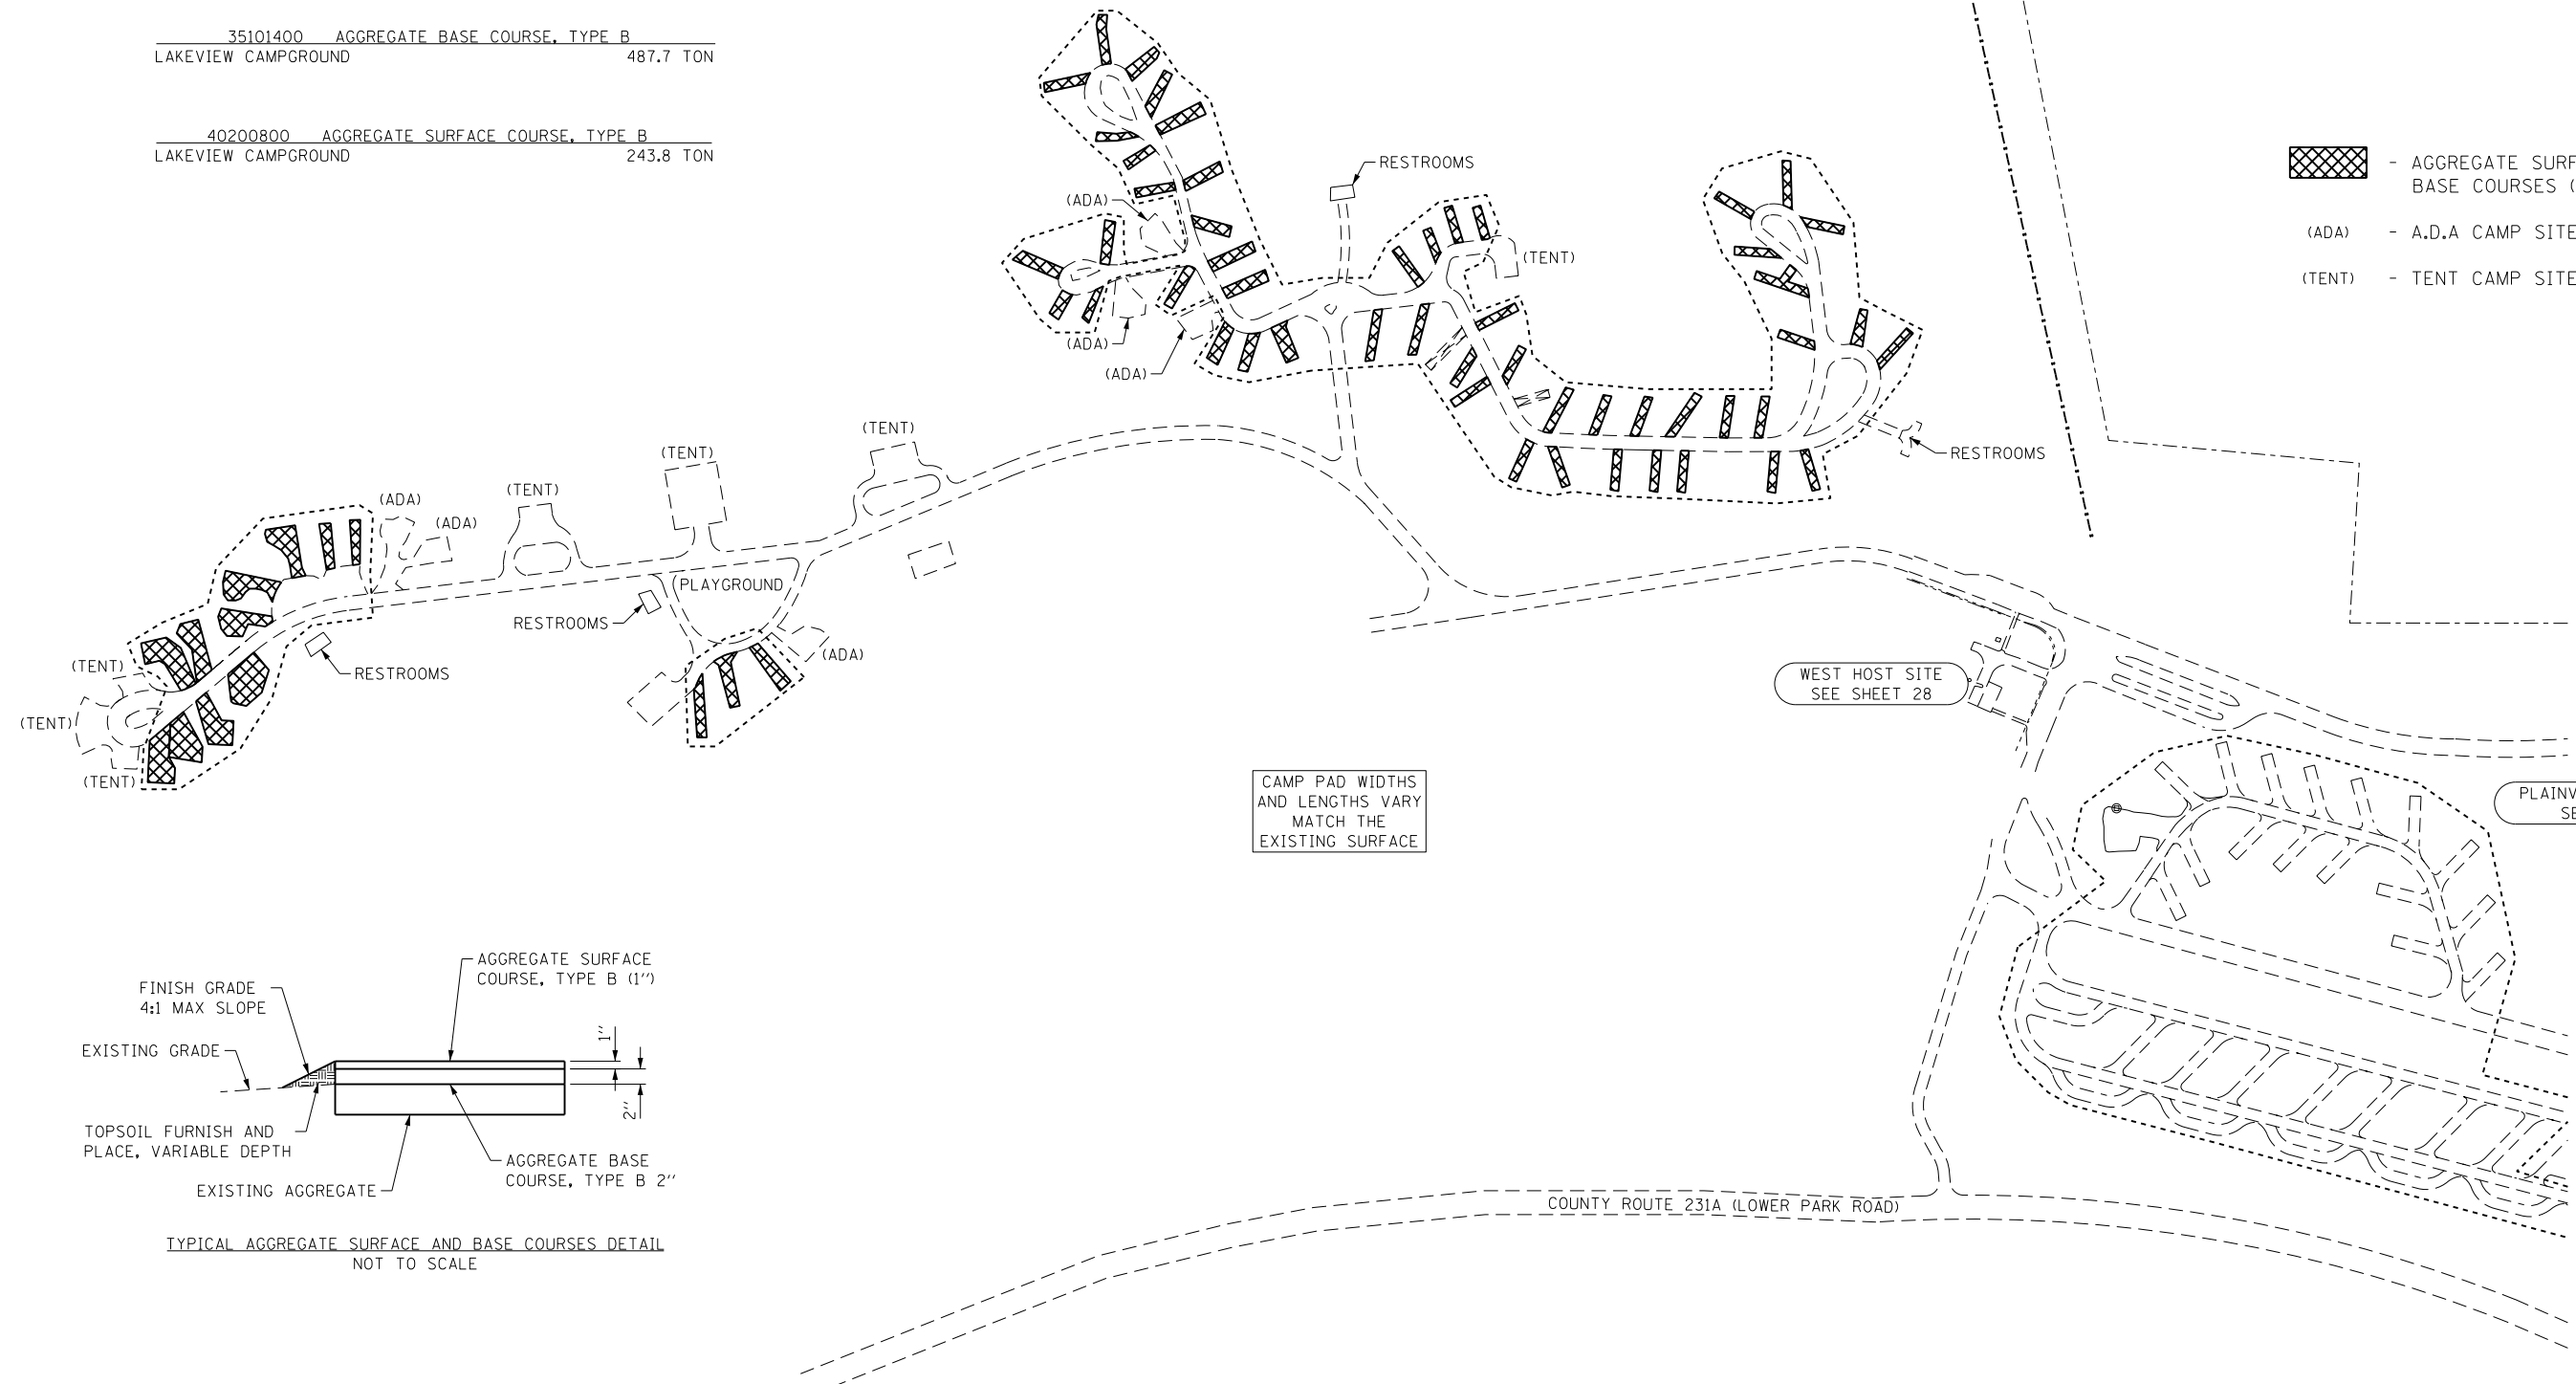 35101400 AGGREGATE BASE COURSE, TYPE B
LAKEVIEW CAMPGROUND 487.7 TON
40200800 AGGREGATE SURFACE COURSE, TYPE B
LAKEVIEW CAMPGROUND 243.8 TON
RESTROOMS
(ADA)
(TENT)
(ADA)
(ADA)
RESTROOMS
- AGGREGATE SURF
BASE COURSES (
(ADA) - A.D.A CAMP SITE
(TENT) - TENT CAMP SITE
(TENT)
(TENT)
(TENT)
(ADA)
(ADA)
PLAYGROUND
RESTROOMS
(ADA)
RESTROOMS
(TENT)
(TENT)
(TENT)
WEST HOST SITE
SEE SHEET 28
PLAINV
SE
CAMP PAD WIDTHS
AND LENGTHS VARY
MATCH THE
EXISTING SURFACE
AGGREGATE SURFACE
COURSE, TYPE B (1'')
FINISH GRADE
4:1 MAX SLOPE
EXISTING GRADE
1''
2''
TOPSOIL FURNISH AND
PLACE, VARIABLE DEPTH
AGGREGATE BASE
COURSE, TYPE B 2''
EXISTING AGGREGATE
TYPICAL AGGREGATE SURFACE AND BASE COURSES DETAIL
NOT TO SCALE
COUNTY ROUTE 231A (LOWER PARK ROAD)